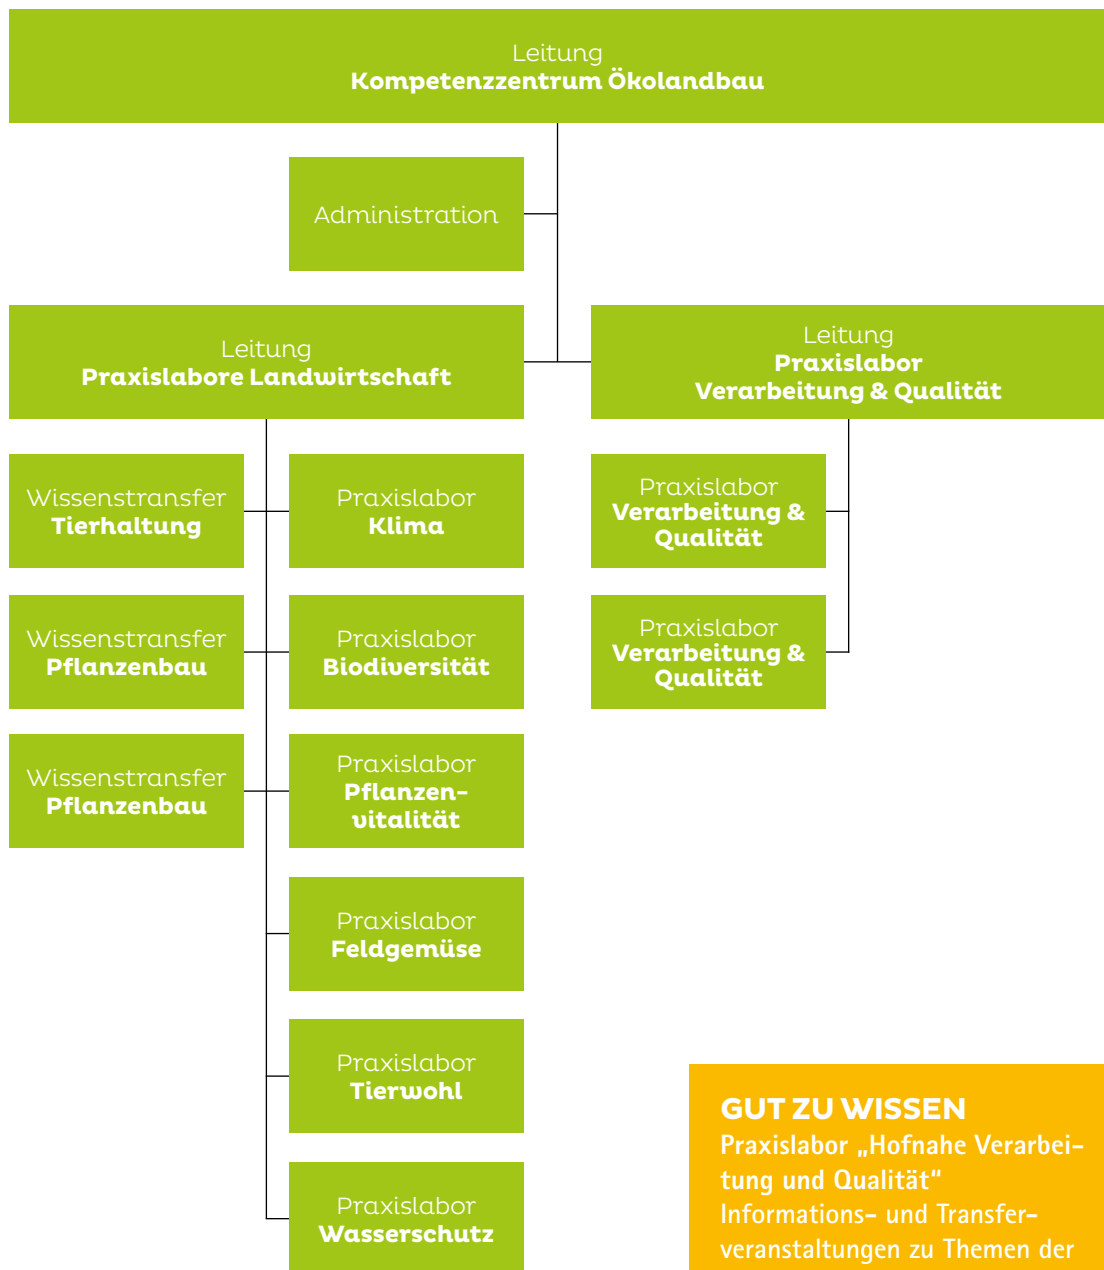 Leitung
Kompetenzzentrum Ökolandbau
Administration
Leitung
Praxislabore Landwirtschaft
Leitung
Praxislabor
Verarbeitung & Qualität
Wissenstransfer
Tierhaltung
Praxislabor
Klima
Praxislabor
Verarbeitung &
Qualität
Wissenstransfer
Pflanzenbau
Praxislabor
Biodiversität
Praxislabor
Verarbeitung &
Qualität
Wissenstransfer
Pflanzenbau
Praxislabor
Pflanzen-
vitalität
Praxislabor
Feldgemüse
Praxislabor
Tierwohl
Praxislabor
Wasserschutz
GUT ZU WISSEN
Praxislabor „Hofnahe Verarbei-
tung und Qualität“
Informations- und Transfer-
veranstaltungen zu Themen der